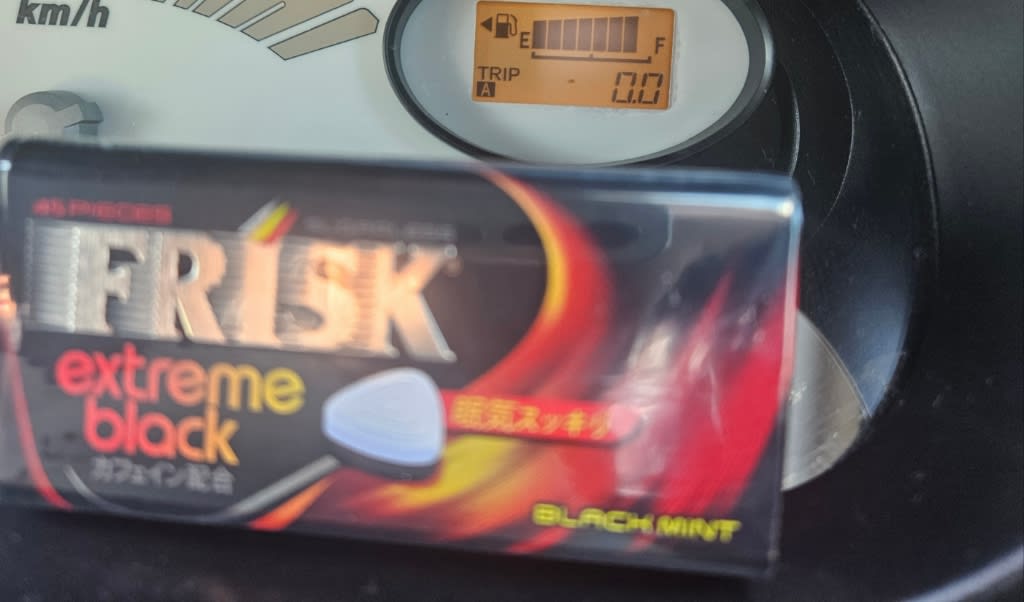 km/h
E F
TRIP
A 0.0
45 PIECES
FRISK
extreme
black
カフェイン配合
眠気スッキリ
BLACK MINT